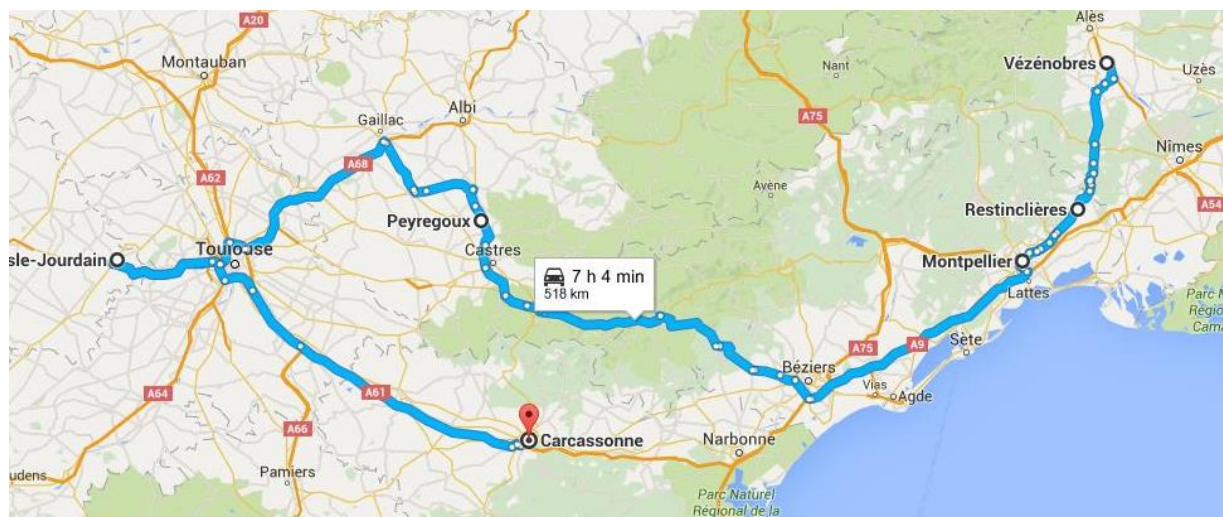 A20
Montauban
Albi
Gaillac
A68
A62
Peyregoux
Castres
Toulouse
sle-Jourdain
7 h 4 min
518 km
A64
A61
A66
Pamiers
udens
Carcassonne
Narbonne
Parc Naturel
Régional de la
Béziers
Vias
Agde
A75
A9
Sète
Lattes
Montpellier
Restinclières
A54
Nîmes
Uzès
Vézénobres
Alès
Nant
A75
Avène
Parc N
Région
Cama